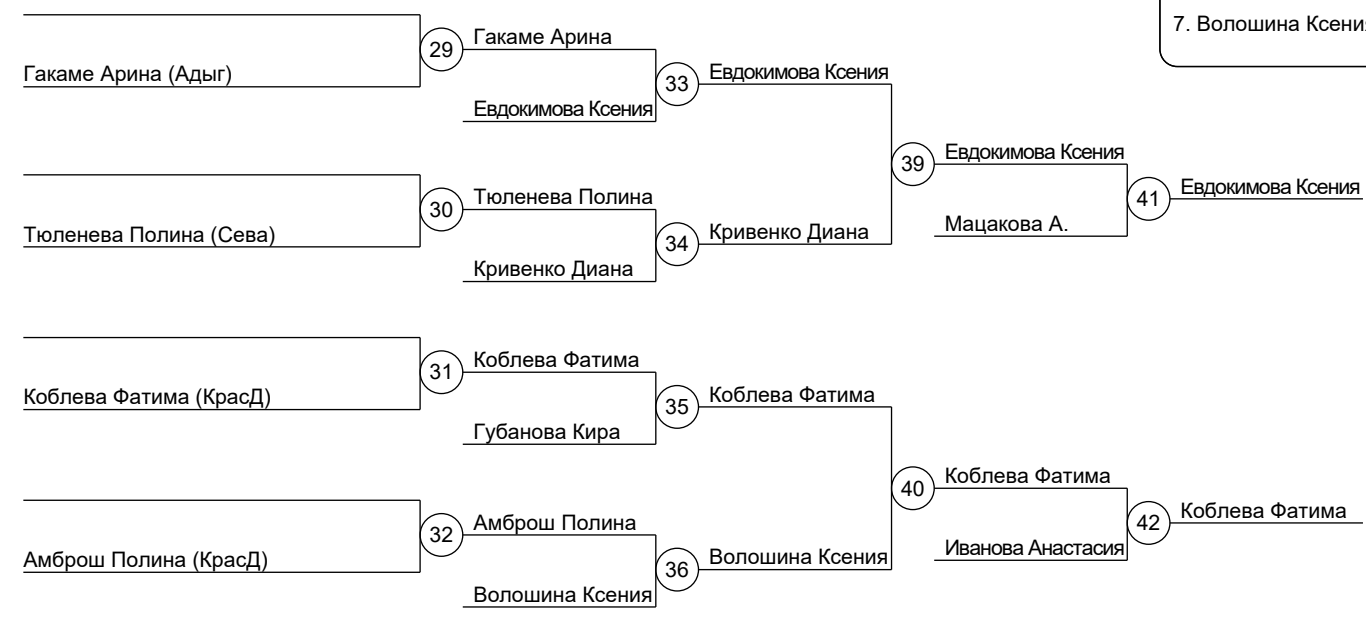 7. Волошина Ксения
29
Гакаме Арина
Гакаме Арина (Адыг)
33
Евдокимова Ксения
Евдокимова Ксения
39
Евдокимова Ксения
30
Тюленева Полина
41
Евдокимова Ксения
Тюленева Полина (Сева)
34
Кривенко Диана
Мацакова А.
Кривенко Диана
31
Коблева Фатима
Коблева Фатима (КрасД)
35
Коблева Фатима
Губанова Кира
40
Коблева Фатима
32
Амброш Полина
42
Коблева Фатима
Амброш Полина (КрасД)
36
Волошина Ксения
Иванова Анастасия
Волошина Ксения